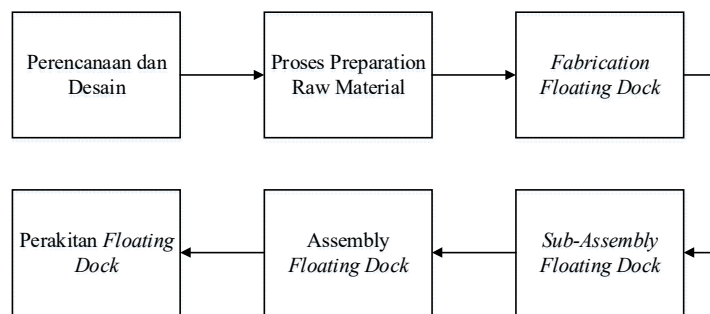 Perencanaan dan
Desain
Proses Preparation
Raw Material
Fabrication
Floating Dock
Sub-Assembly
Floating Dock
Assembly
Floating Dock
Perakitan Floating
Dock